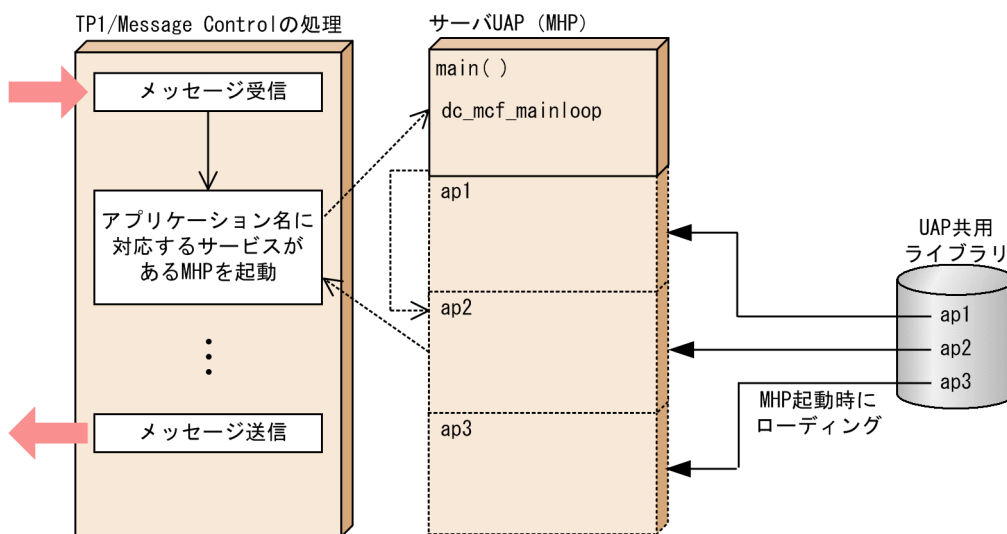 TP1/Message Controlの処理
メッセージ受信
アプリケーション名に
対応するサービスが
あるMHPを起動
メッセージ送信
サーバUAP（MHP）
main( )
dc_mcf_mainloop
ap1
ap2
ap3
UAP共用
ライブラリ
ap1
ap2
ap3
MHP起動時に
ローディング